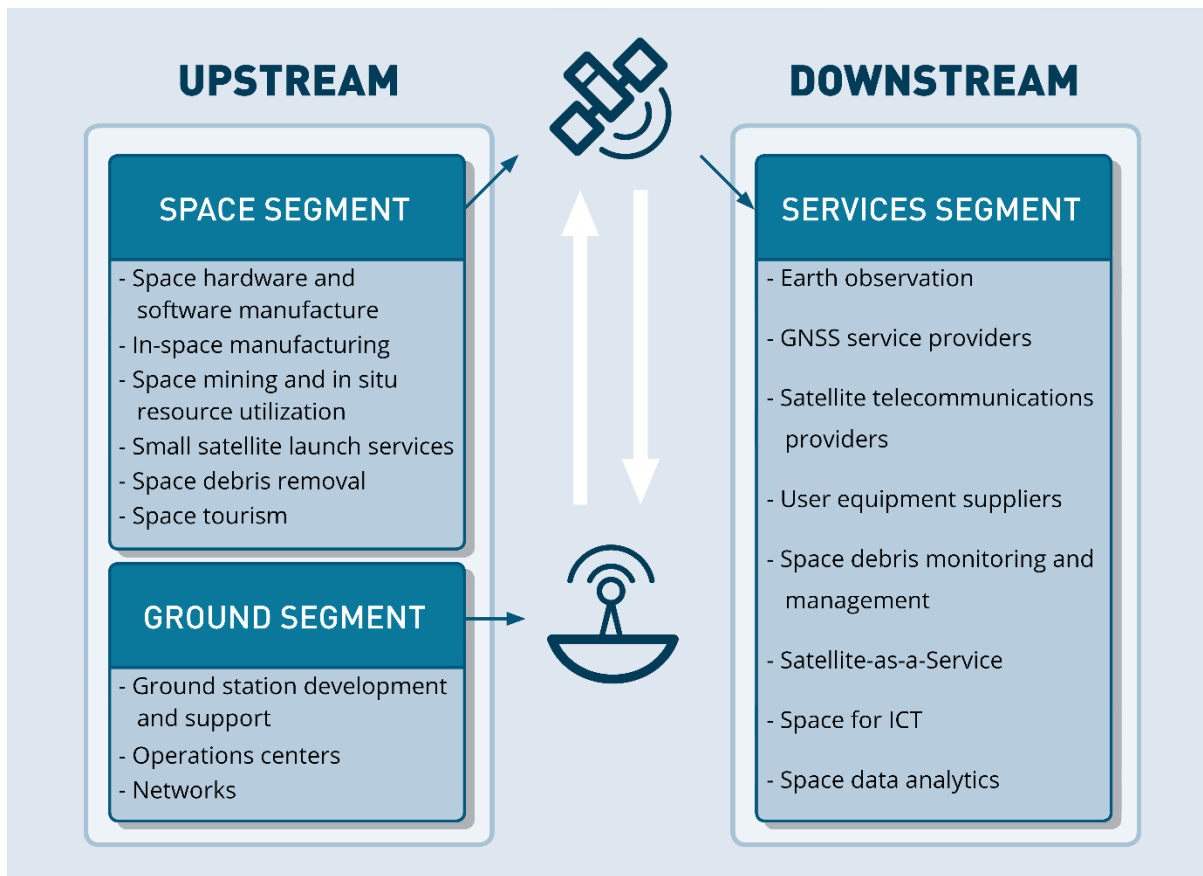 UPSTREAM
SPACE SEGMENT
- Space hardware and
software manufacture
- In-space manufacturing
- Space mining and in situ
resource utilization
- Small satellite launch services
- Space debris removal
- Space tourism
GROUND SEGMENT
- Ground station development
and support
- Operations centers
- Networks
DOWNSTREAM
SERVICES SEGMENT
- Earth observation
- GNSS service providers
- Satellite telecommunications
providers
- User equipment suppliers
- Space debris monitoring and
management
- Satellite-as-a-Service
- Space for ICT
- Space data analytics